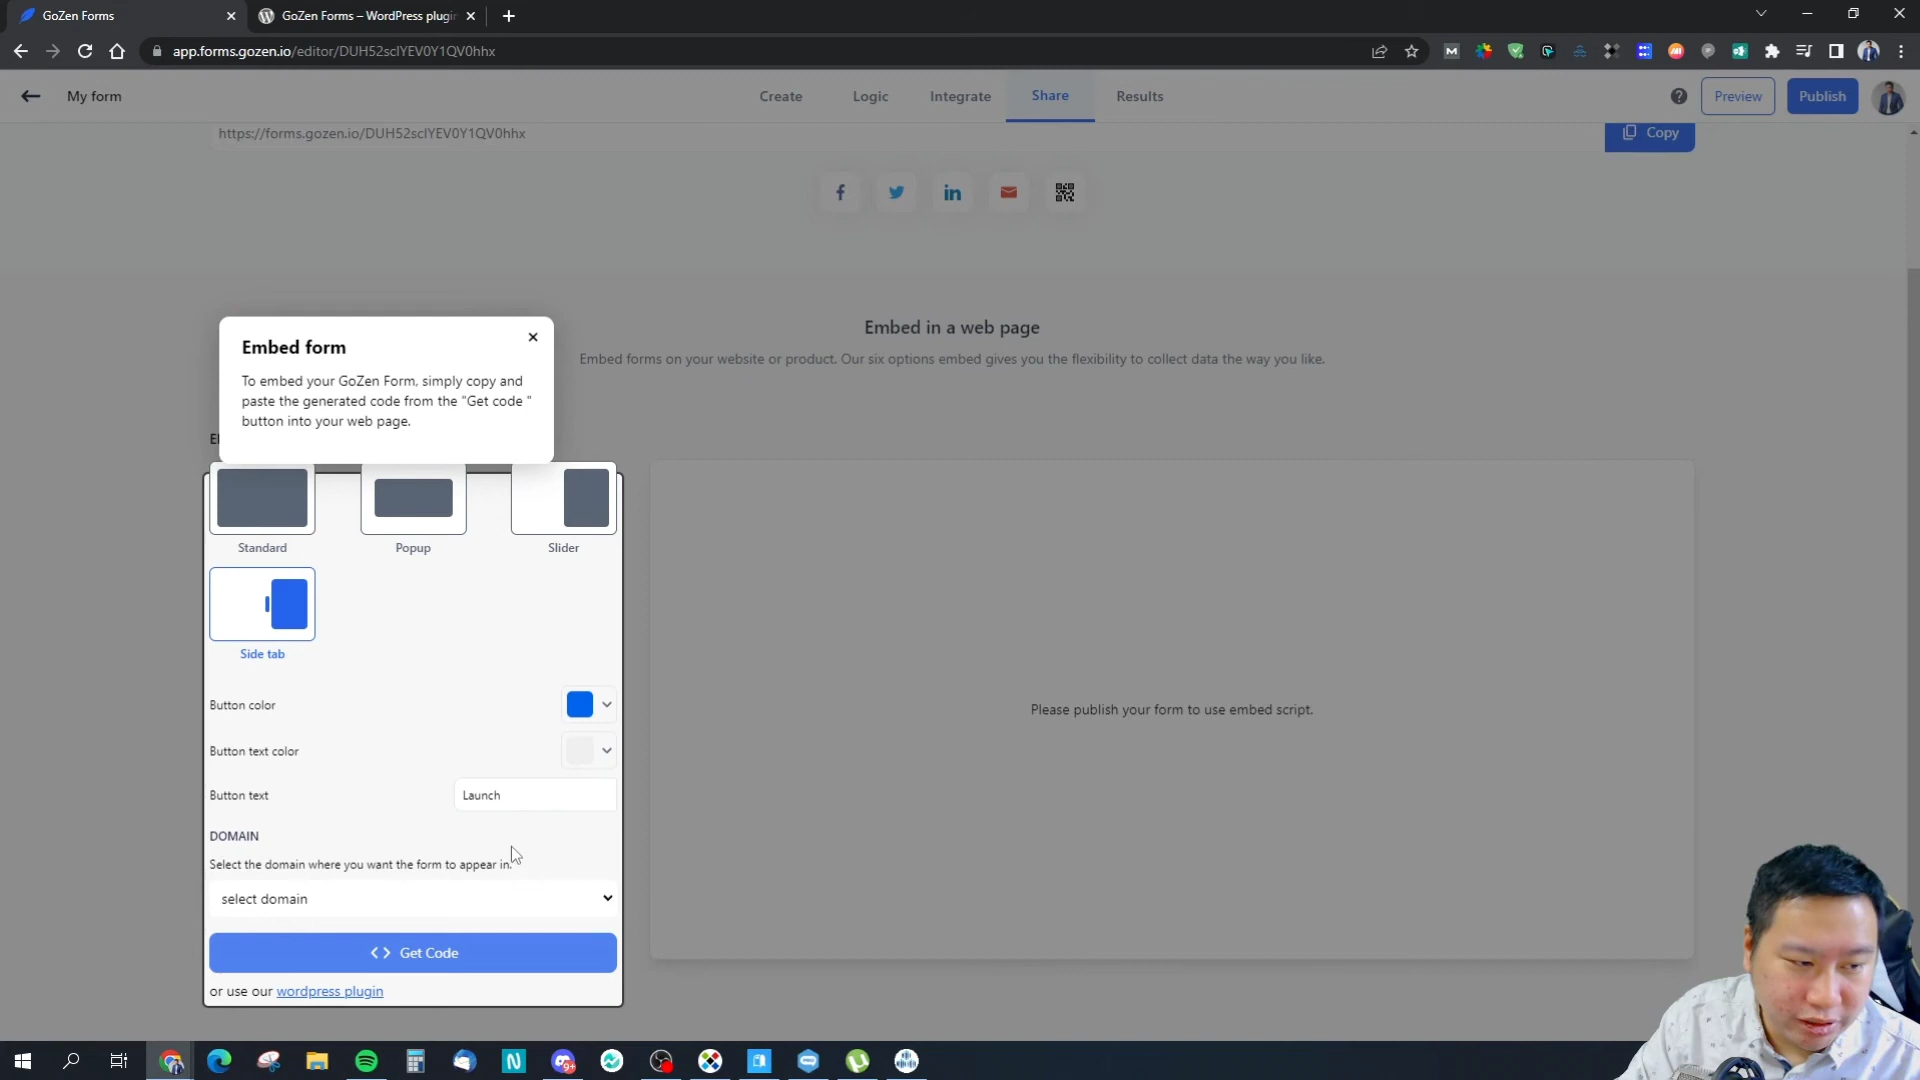 GoZen Forms
GoZen Forms – WordPress plugin
app.forms.gozen.io/editor/DUH52sclYEV0Y1QV0hhx
My form
Create
Logic
Integrate
Share
Results
Preview
Publish
https://forms.gozen.io/DUH52sclYEV0Y1QV0hhx
Copy
Embed in a web page
Embed forms on your website or product. Our six options embed gives you the flexibility to collect data the way you like.
Embed form
To embed your GoZen Form, simply copy and
paste the generated code from the "Get code "
button into your web page.
Standard
Popup
Slider
Side tab
Button color
Button text color
Button text
Launch
DOMAIN
Select the domain where you want the form to appear in.
select domain
Get Code
or use our wordpress plugin
Please publish your form to use embed script.